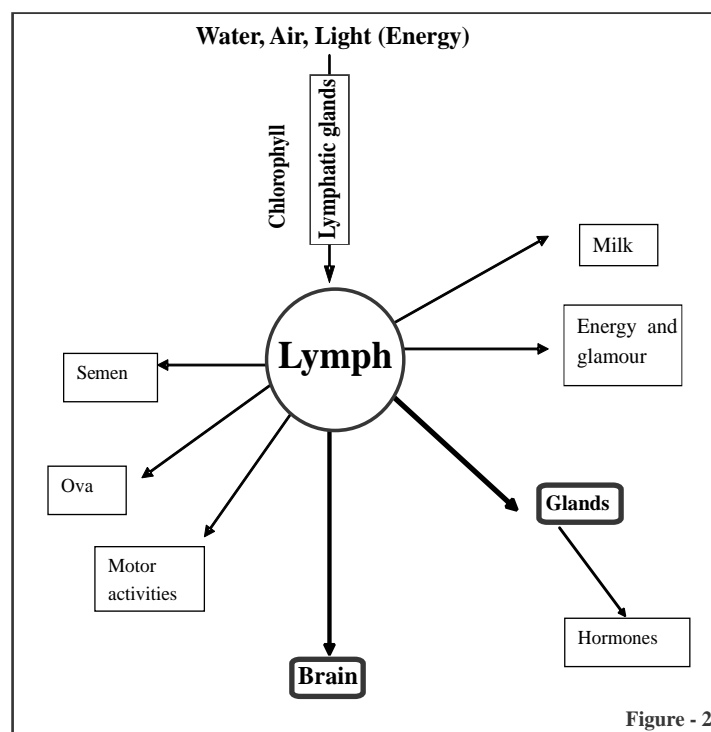 Water, Air, Light (Energy)
Chlorophyll
Lymphatic glands
Milk
Lymph
Energy and
glamour
Semen
Ova
Glands
Motor
activities
Hormones
Brain
Figure - 2